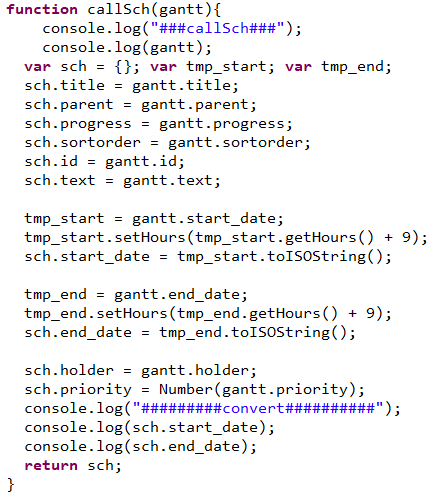 function callSch(gantt){
    console.log("###callSch###");
    console.log(gantt);
  var sch = {}; var tmp_start; var tmp_end;
  sch.title = gantt.title;
  sch.parent = gantt.parent;
  sch.progress = gantt.progress;
  sch.sortorder = gantt.sortorder;
  sch.id = gantt.id;
  sch.text = gantt.text;

  tmp_start = gantt.start_date;
  tmp_start.setHours(tmp_start.getHours() + 9);
  sch.start_date = tmp_start.toISOString();

  tmp_end = gantt.end_date;
  tmp_end.setHours(tmp_end.getHours() + 9);
  sch.end_date = tmp_end.toISOString();

  sch.holder = gantt.holder;
  sch.priority = Number(gantt.priority);
  console.log("#########convert##########");
  console.log(sch.start_date);
  console.log(sch.end_date);
  return sch;
}